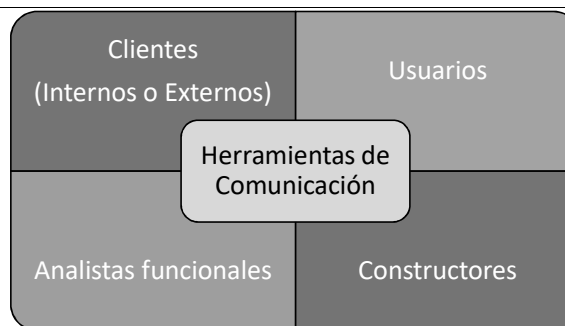 Clientes
(Internos o Externos)
Usuarios
Herramientas de
Comunicación
Analistas funcionales
Constructores